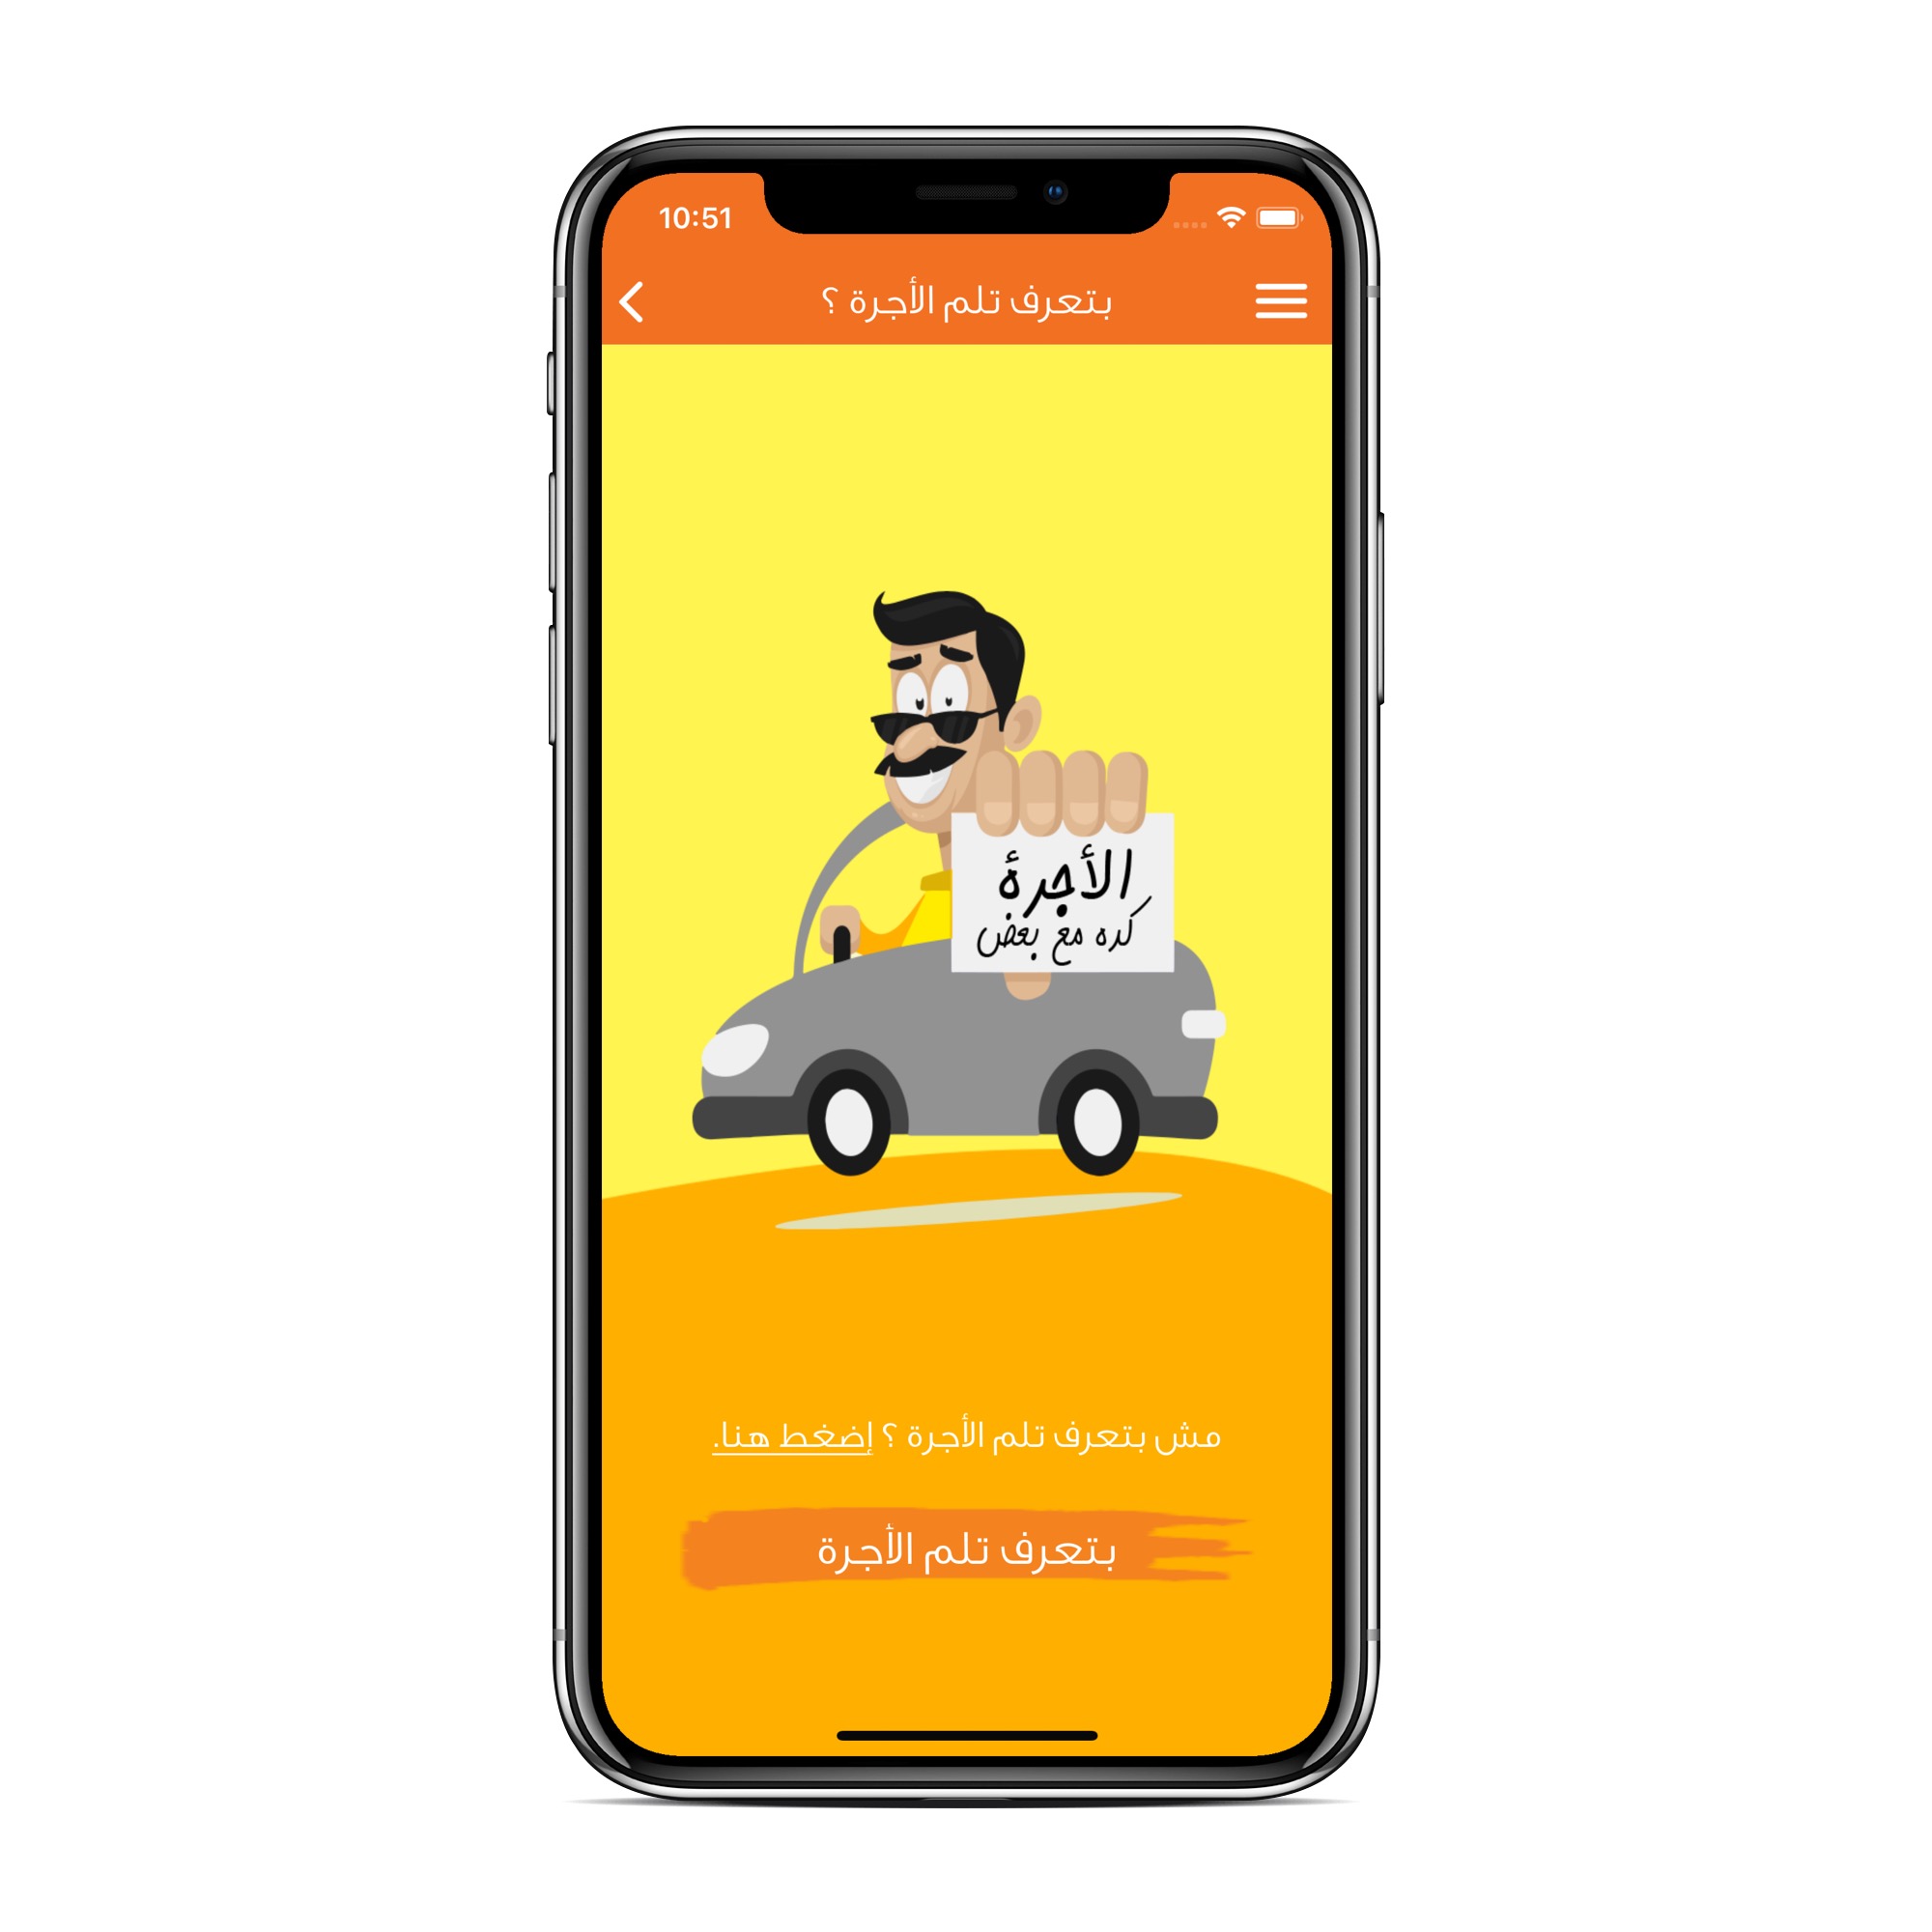 10:51
بتعرف تلم الأجرة ؟
الأجرة
كده مع بعض
مش بتعرف تلم الأجرة ؟ إضغط هنا.
بتعرف تلم الأجرة